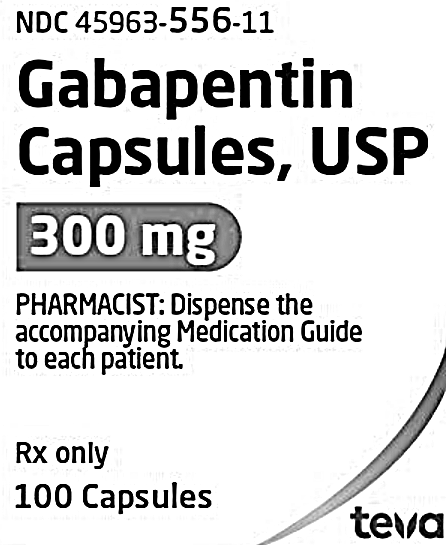 NDC 45963-556-11
Gabapentin
Capsules, USP
300 mg
PHARMACIST: Dispense the
accompanying Medication Guide
to each patient.
Rx only
100 Capsules
teva